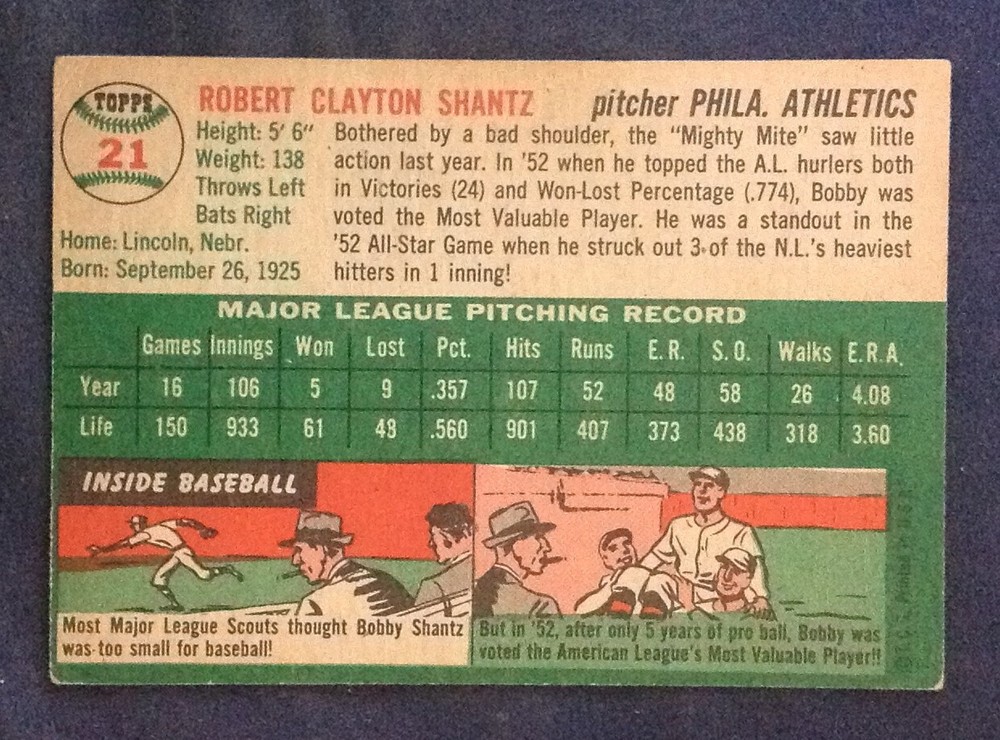 TOPPS
21
ROBERT CLAYTON SHANTZ pitcher PHILA. ATHLETICS
Height: 5' 6"
Weight: 138
Throws Left
Bats Right
Home: Lincoln, Nebr.
Born: September 26, 1925
Bothered by a bad shoulder, the "Mighty Mite" saw little
action last year. In '52 when he topped the A.L. hurlers both
in Victories (24) and Won-Lost Percentage (.774), Bobby was
voted the Most Valuable Player. He was a standout in the
'52 All-Star Game when he struck out 3 of the N.L.'s heaviest
hitters in 1 inning!
MAJOR LEAGUE PITCHING RECORD
Games Innings Won Lost Pct. Hits Runs E.R. S.O. Walks E.R.A.
Year 16 106 5 9 .357 107 52 48 58 26 4.08
Life 150 933 61 48 .560 901 407 373 438 318 3.60
INSIDE BASEBALL
Most Major League Scouts thought Bobby Shantz
was too small for baseball!
But in '52, after only 5 years of pro ball, Bobby was
voted the American League's Most Valuable Player!!